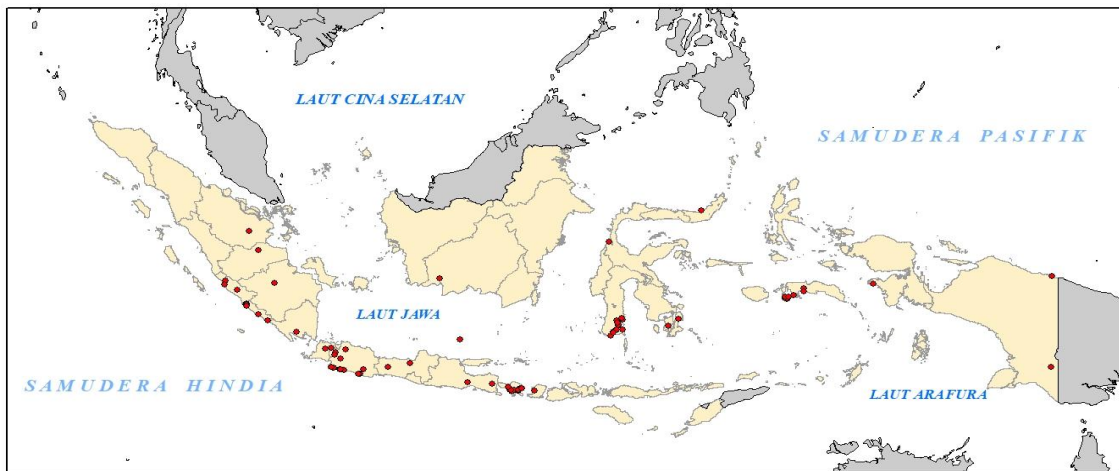 LAUT CINA SELATAN
SAMUDERA PASIFIK
LAUT JAWA
SAMUDERA HINDIA
LAUT ARAFURA